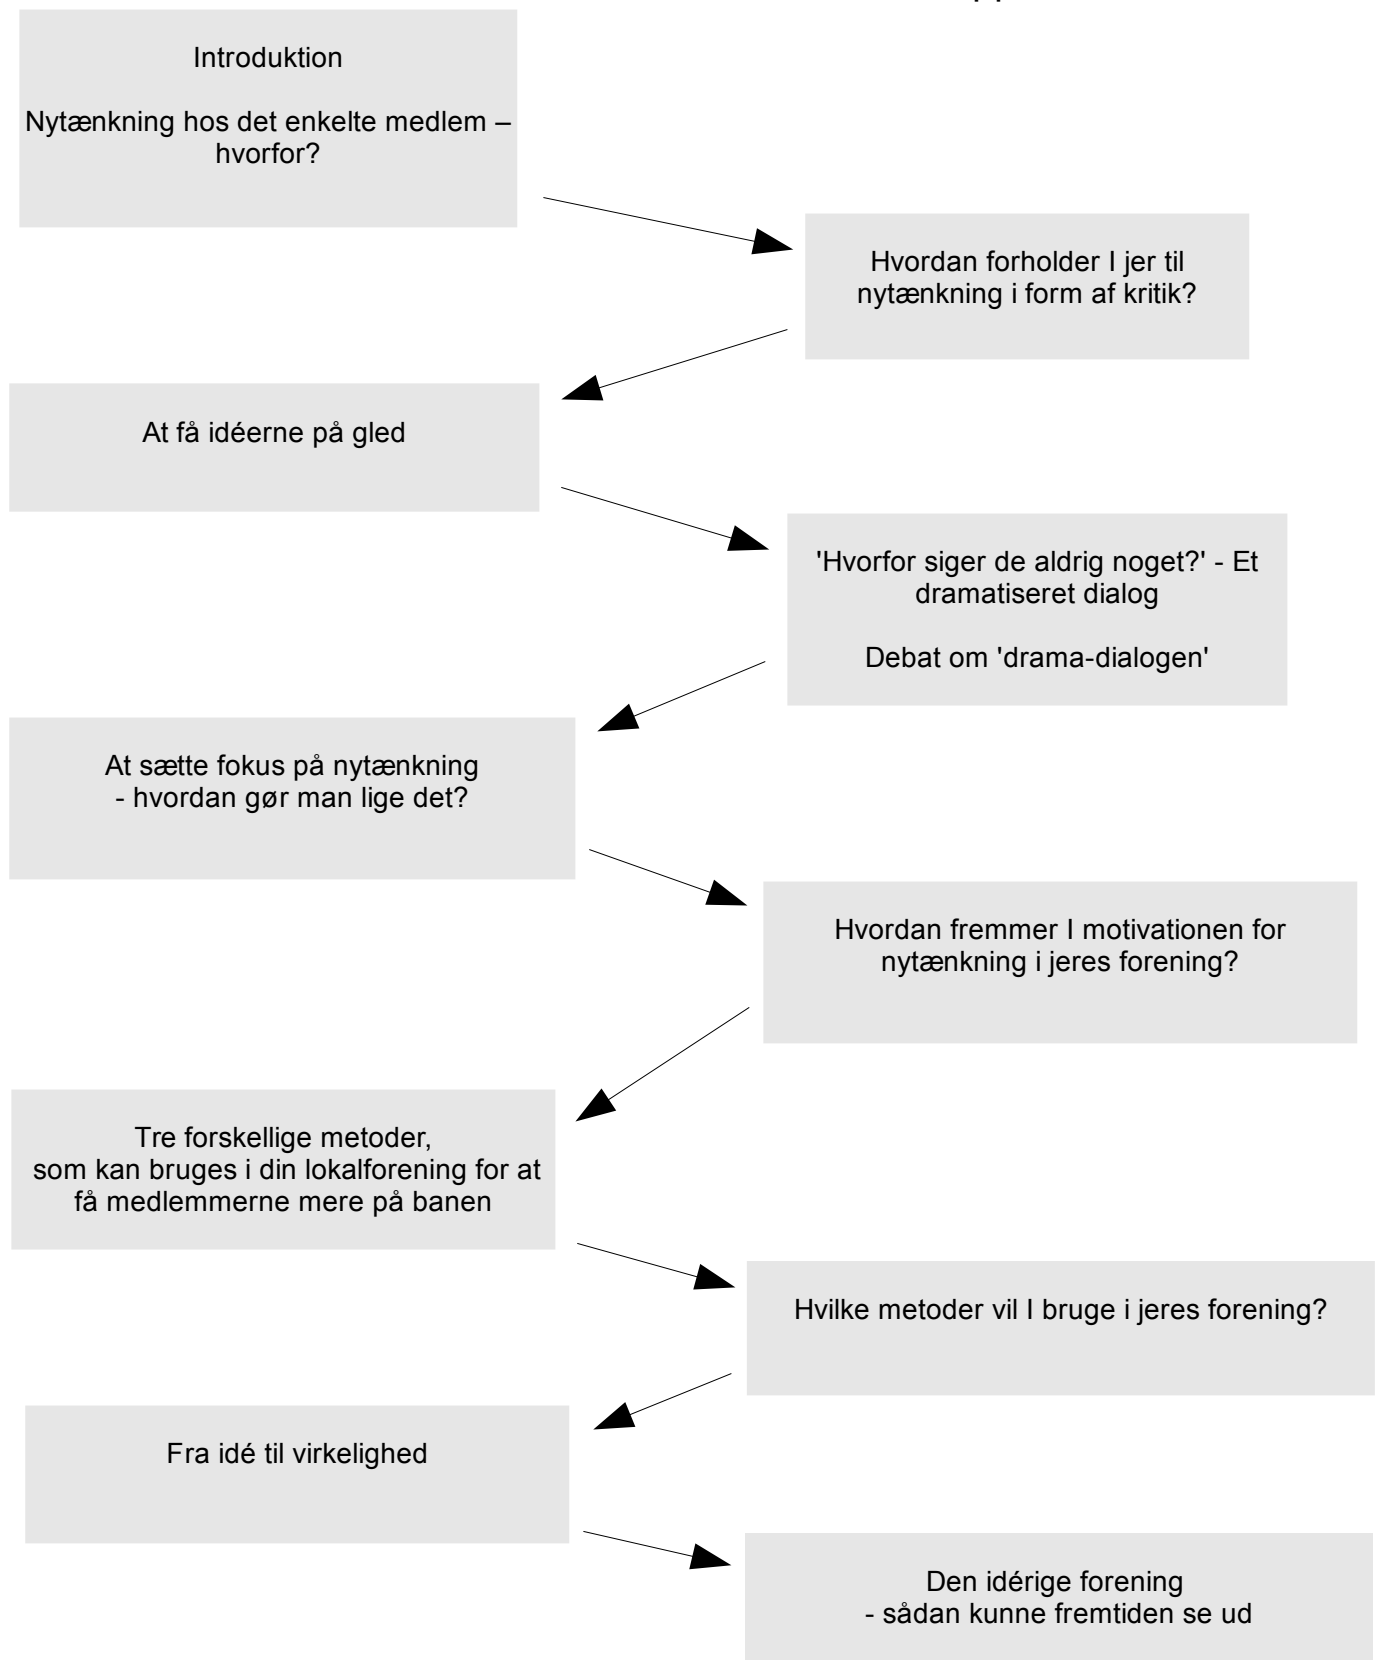 Introduktion
Nytænkning hos det enkelte medlem –
hvorfor?
Hvordan forholder I jer til
nytænkning i form af kritik?
At få idéerne på gled
'Hvorfor siger de aldrig noget?' - Et
dramatiseret dialog
Debat om 'drama-dialogen'
At sætte fokus på nytænkning
- hvordan gør man lige det?
Hvordan fremmer I motivationen for
nytænkning i jeres forening?
Tre forskellige metoder,
som kan bruges i din lokalforening for at
få medlemmerne mere på banen
Hvilke metoder vil I bruge i jeres forening?
Fra idé til virkelighed
Den idérige forening
- sådan kunne fremtiden se ud